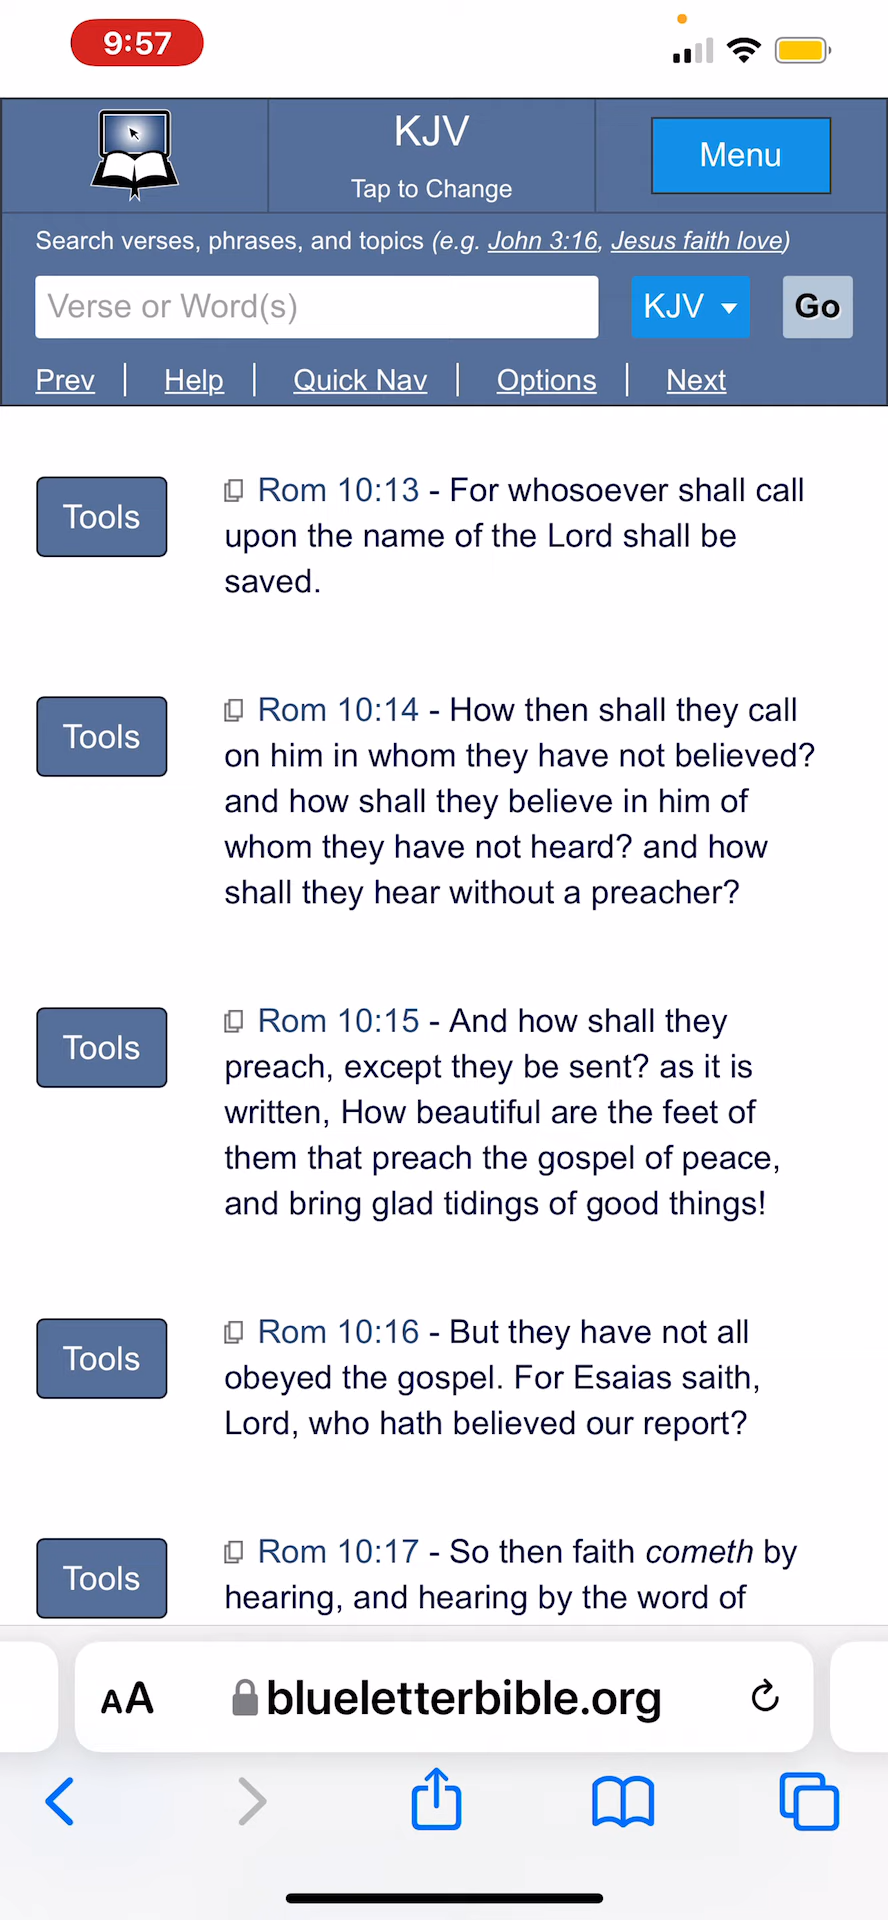 9:57
KJV
Tap to Change
Menu
Search verses, phrases, and topics (e.g. John 3:16, Jesus faith love)
Verse or Word(s)
KJV
Go
Prev | Help | Quick Nav | Options | Next
Tools
Rom 10:13 - For whosoever shall call
upon the name of the Lord shall be
saved.
Tools
Rom 10:14 - How then shall they call
on him in whom they have not believed?
and how shall they believe in him of
whom they have not heard? and how
shall they hear without a preacher?
Tools
Rom 10:15 - And how shall they
preach, except they be sent? as it is
written, How beautiful are the feet of
them that preach the gospel of peace,
and bring glad tidings of good things!
Tools
Rom 10:16 - But they have not all
obeyed the gospel. For Esaias saith,
Lord, who hath believed our report?
Tools
Rom 10:17 - So then faith cometh by
hearing, and hearing by the word of
AA
blueletterbible.org